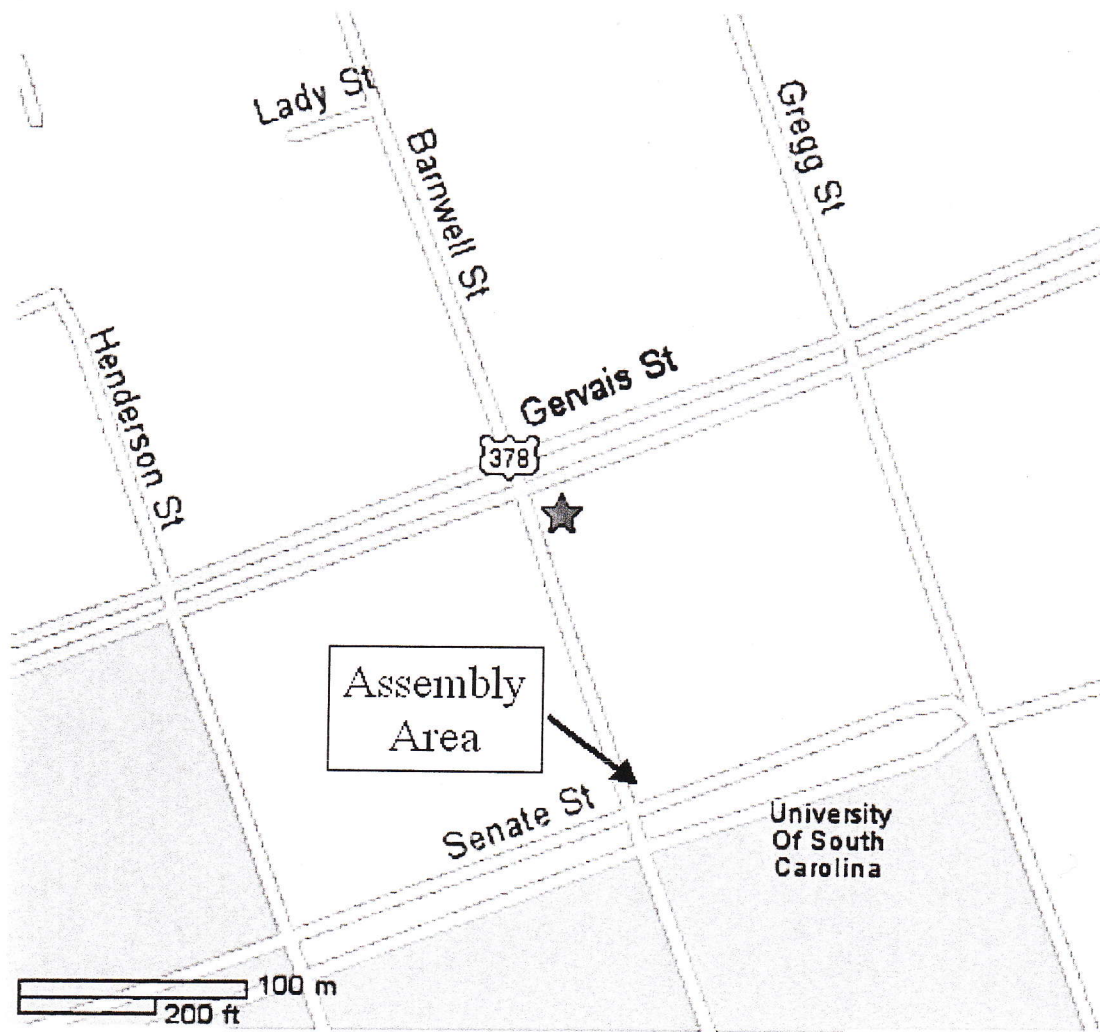 Lady St
Barnwell St
Gregg St
Henderson St
Gervais St
378
Assembly
Area
Senate St
University
Of South
Carolina
100 m
200 ft